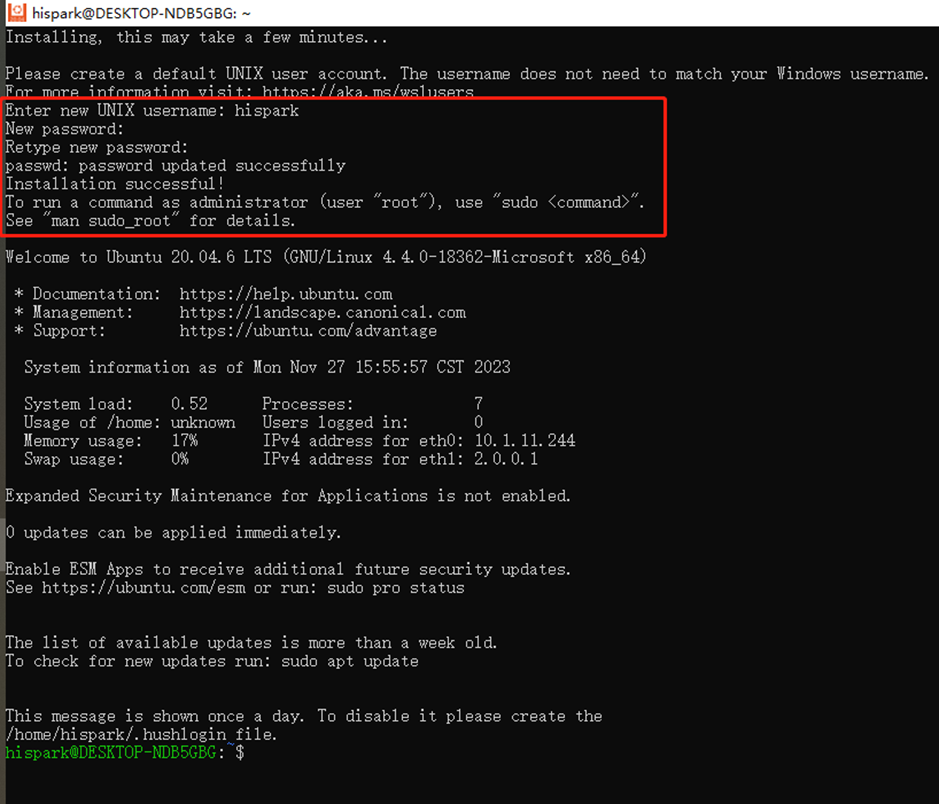 hispark@DESKTOP-NDB5GBG: ~
Installing, this may take a few minutes...
Please create a default UNIX user account. The username does not need to match your Windows username.
For more information visit: https://aka.ms/wslusers
Enter new UNIX username: hispark
New password:
Retype new password:
passwd: password updated successfully
Installation successful!
To run a command as administrator (user "root"), use "sudo <command>".
See "man sudo_root" for details.
Welcome to Ubuntu 20.04.6 LTS (GNU/Linux 4.4.0-18362-Microsoft x86_64)
* Documentation:  https://help.ubuntu.com
* Management:     https://landscape.canonical.com
* Support:        https://ubuntu.com/advantage
System information as of Mon Nov 27 15:55:57 CST 2023
System load:    0.52      Processes:              7
Usage of /home: unknown   Users logged in:        0
Memory usage:   17%       IPv4 address for eth0: 10.1.11.244
Swap usage:     0%        IPv4 address for eth1: 2.0.0.1
Expanded Security Maintenance for Applications is not enabled.
0 updates can be applied immediately.
Enable ESM Apps to receive additional future security updates.
See https://ubuntu.com/esm or run: sudo pro status
The list of available updates is more than a week old.
To check for new updates run: sudo apt update
This message is shown once a day. To disable it please create the
/home/hispark/.hushlogin file.
hispark@DESKTOP-NDB5GBG:~$